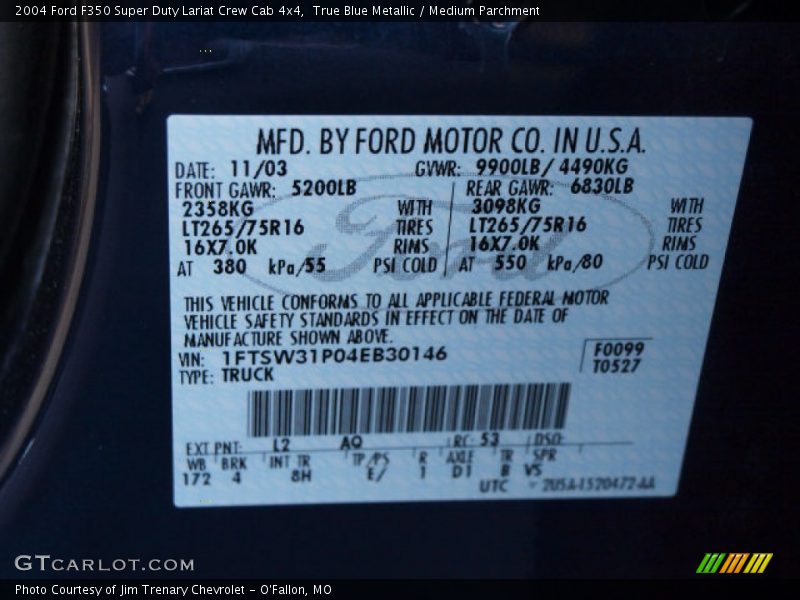 2004 Ford F350 Super Duty Lariat Crew Cab 4x4, True Blue Metallic / Medium Parchment
MFD. BY FORD MOTOR CO. IN U.S.A.
DATE: 11/03 GVWR: 9900LB/ 4490KG
FRONT GAWR: 5200LB REAR GAWR: 6830LB
2358KG WITH 3098KG WITH
LT265/75R16 TIRES LT265/75R16 TIRES
16X7.0K RIMS 16X7.0K RIMS
AT 380 kPa/55 PSI COLD AT 550 kPa/80 PSI COLD
Ford
THIS VEHICLE CONFORMS TO ALL APPLICABLE FEDERAL MOTOR
VEHICLE SAFETY STANDARDS IN EFFECT ON THE DATE OF
MANUFACTURE SHOWN ABOVE.
VIN: 1FTSW31P04EB30146 F0099
TYPE: TRUCK T0527
EXT PNT: L2 AQ RC: 53 DSO:
WB BRK INT TR TP/PS R AXLE TR SPR
172 4 8H E/ 1 D1 B V5
UTC 2U5A-1520472-AA
GTCARLOT.COM
Photo Courtesy of Jim Trenary Chevrolet - O'Fallon, MO